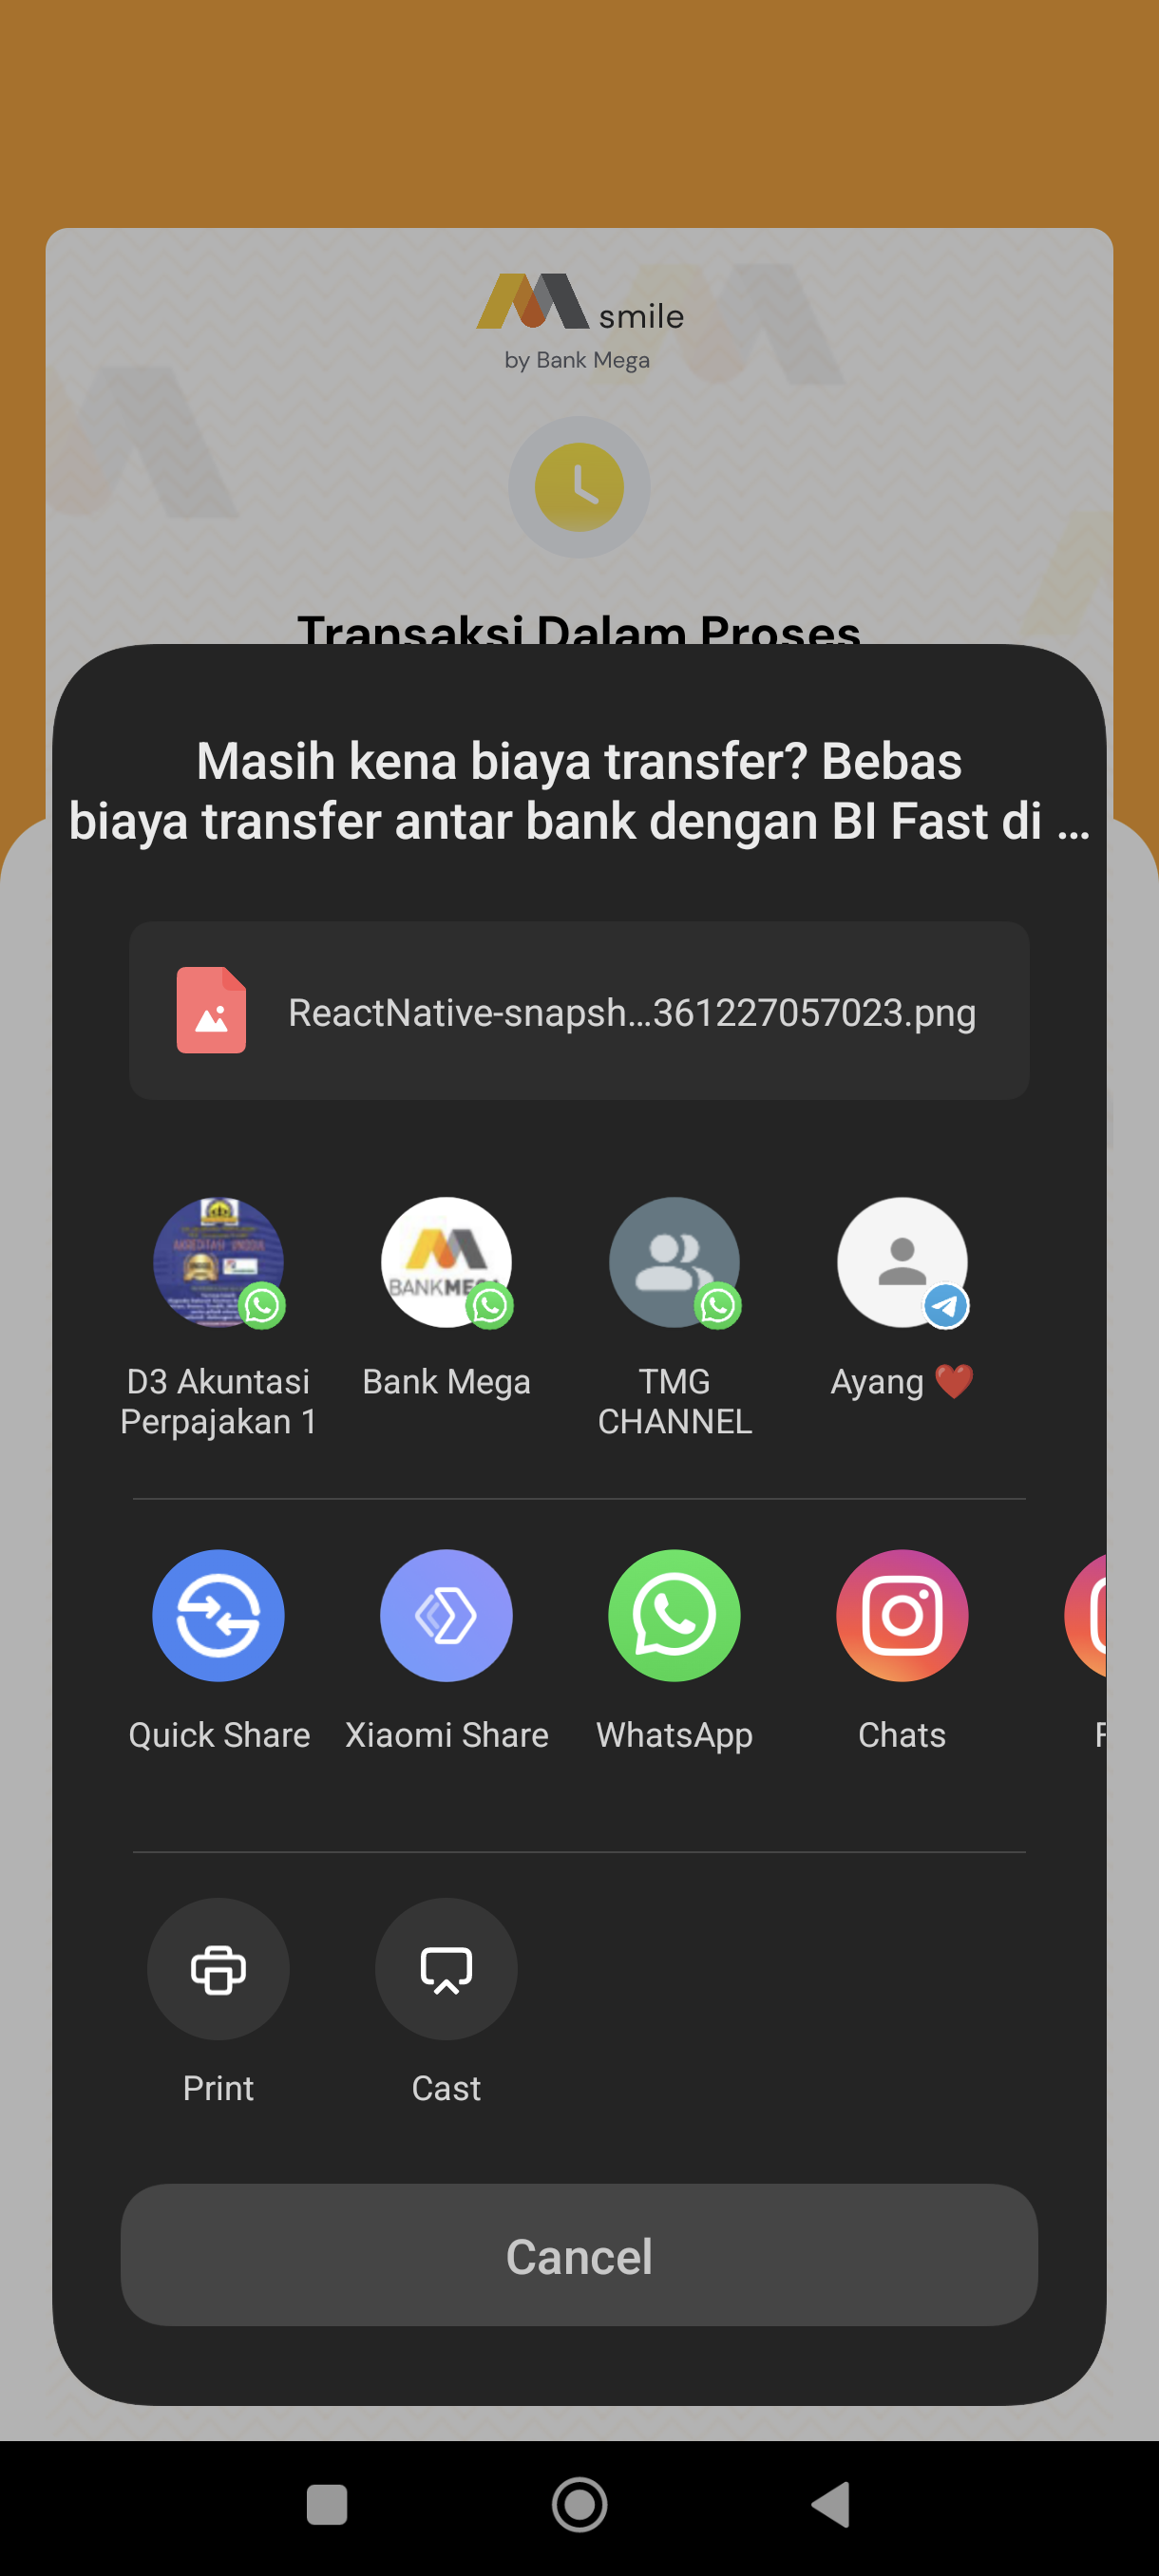 smile
by Bank Mega
Transaksi Dalam Proses
Masih kena biaya transfer? Bebas
biaya transfer antar bank dengan BI Fast di ...
ReactNative-snapsh...361227057023.png
BANKMEGA
D3 Akuntasi
Perpajakan 1
Bank Mega
TMG
CHANNEL
Ayang ❤️
Quick Share
Xiaomi Share
WhatsApp
Chats
F
Print
Cast
Cancel